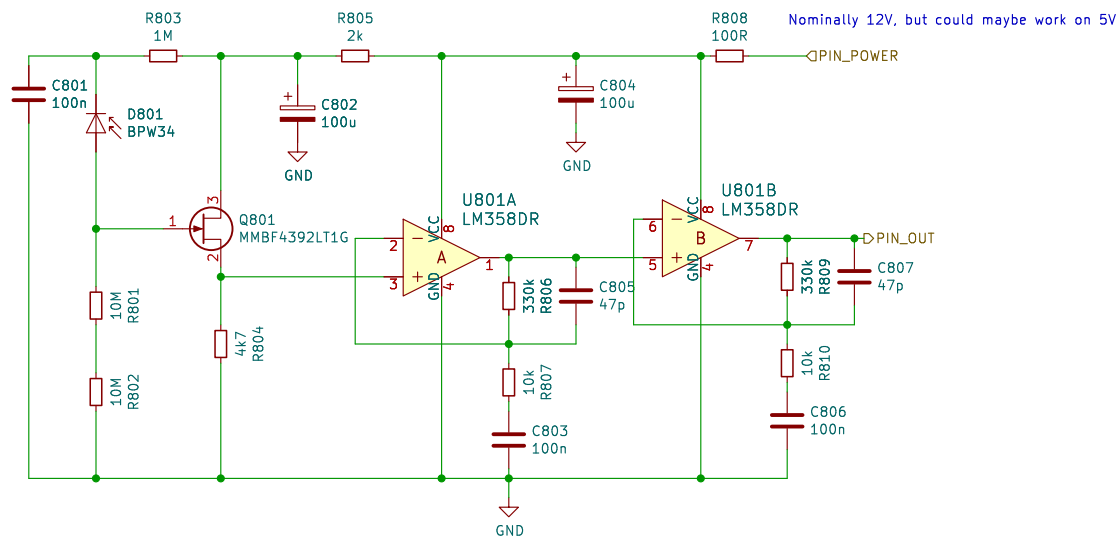 R803
1M
R805
2k
R808
100R
Nominally 12V, but could maybe work on 5V
PIN_POWER
C801
100n
D801
BPW34
C802
100u
GND
C804
100u
GND
Q801
MMBF4392LT1G
1
3
2
U801A
LM358DR
VCC
8
2
3
A
1
GND
4
U801B
LM358DR
VCC
8
6
5
B
7
GND
4
PIN_OUT
10M
R801
10M
R802
4k7
R804
330k
R806
C805
47p
10k
R807
C803
100n
GND
330k
R809
C807
47p
10k
R810
C806
100n